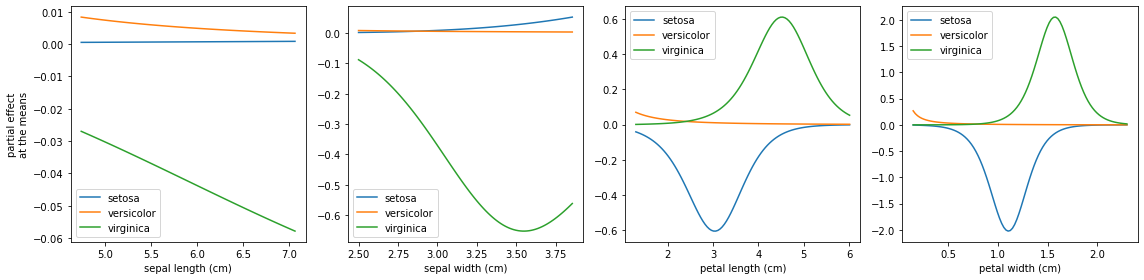 partial effect
at the means
0.01
0.00
−0.01
−0.02
−0.03
−0.04
−0.05
−0.06
setosa
versicolor
virginica
5.0 5.5 6.0 6.5 7.0
sepal length (cm)
0.0
−0.1
−0.2
−0.3
−0.4
−0.5
−0.6
setosa
versicolor
virginica
2.50 2.75 3.00 3.25 3.50 3.75
sepal width (cm)
0.6
0.4
0.2
0.0
−0.2
−0.4
−0.6
setosa
versicolor
virginica
2 3 4 5 6
petal length (cm)
2.0
1.5
1.0
0.5
0.0
−0.5
−1.0
−1.5
−2.0
setosa
versicolor
virginica
0.5 1.0 1.5 2.0
petal width (cm)